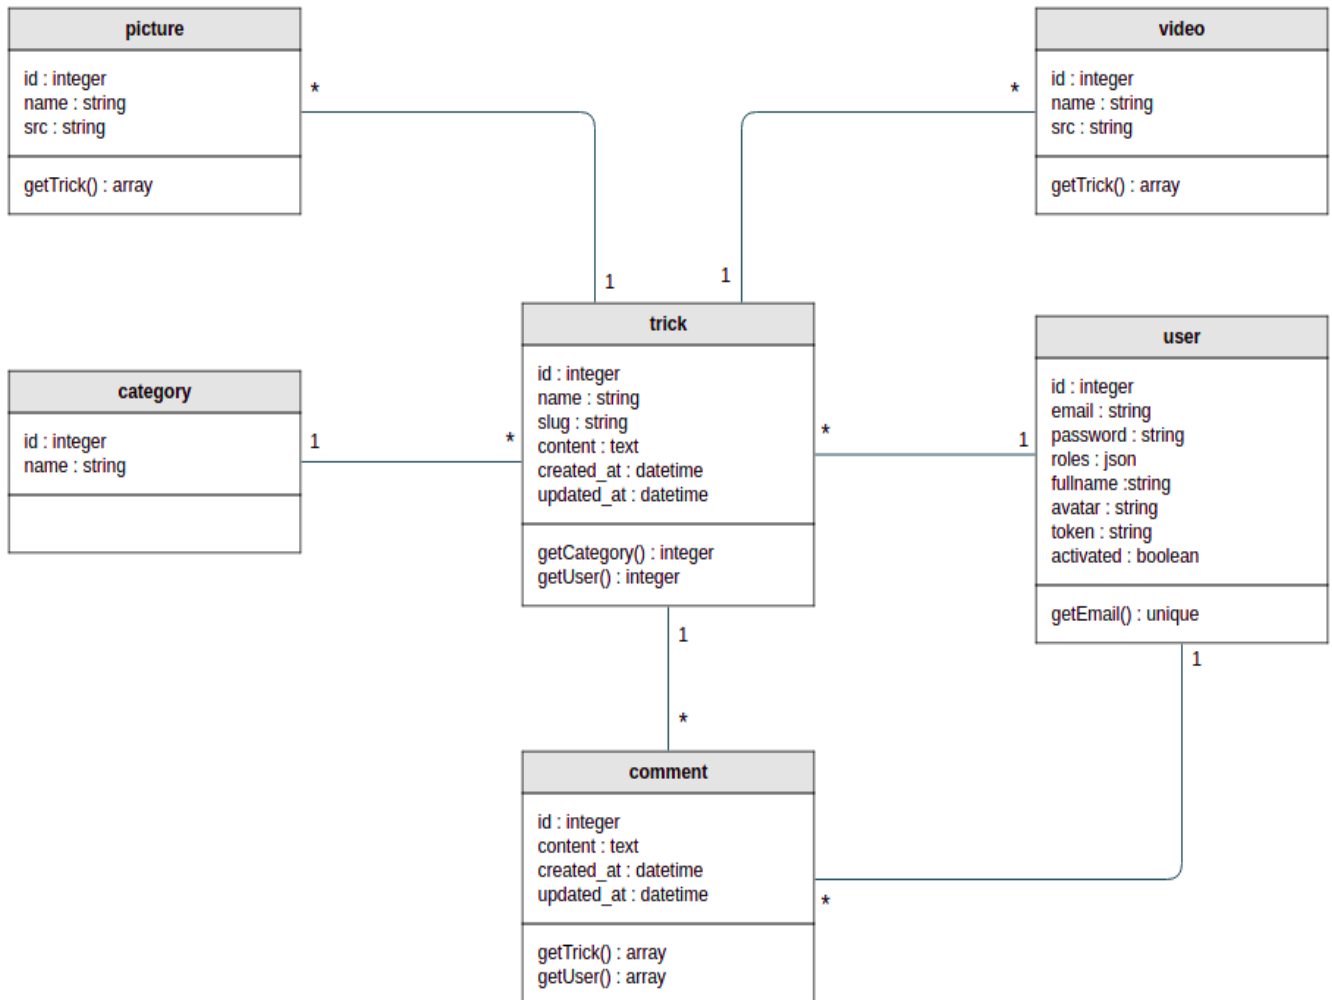 picture
id : integer
name : string
src : string
getTrick() : array
*
1
video
id : integer
name : string
src : string
getTrick() : array
*
1
category
id : integer
name : string
1
*
trick
id : integer
name : string
slug : string
content : text
created_at : datetime
updated_at : datetime
getCategory() : integer
getUser() : integer
*
1
user
id : integer
email : string
password : string
roles : json
fullname :string
avatar : string
token : string
activated : boolean
getEmail() : unique
1
*
1
*
comment
id : integer
content : text
created_at : datetime
updated_at : datetime
getTrick() : array
getUser() : array